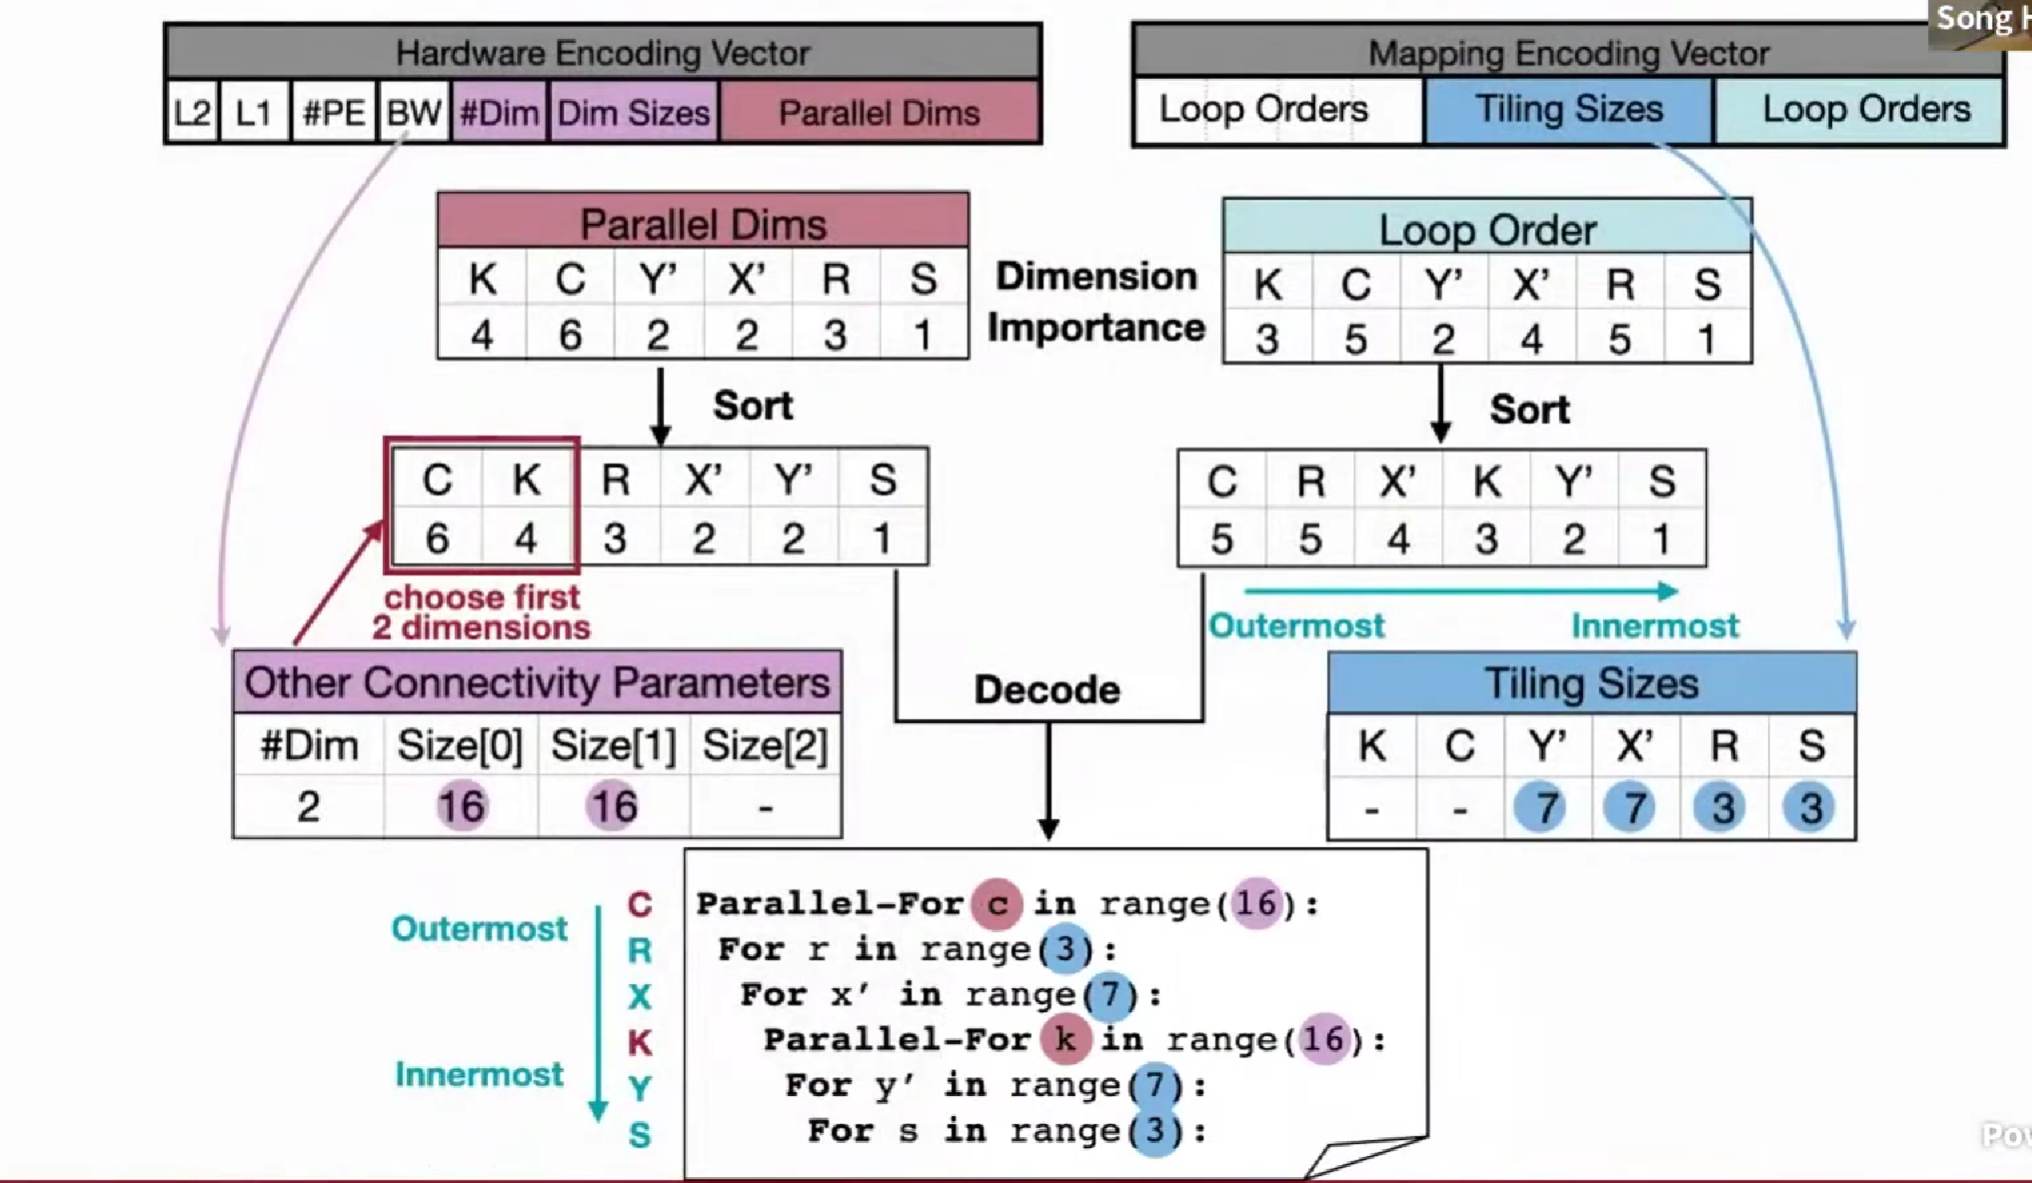 Song H
Hardware Encoding Vector
L2 L1 #PE BW #Dim Dim Sizes Parallel Dims
Mapping Encoding Vector
Loop Orders Tiling Sizes Loop Orders
Parallel Dims
K C Y' X' R S
4 6 2 2 3 1
Dimension
Importance
Loop Order
K C Y' X' R S
3 5 2 4 5 1
Sort
Sort
C K R X' Y' S
6 4 3 2 2 1
choose first
2 dimensions
C R X' K Y' S
5 5 4 3 2 1
Outermost Innermost
Other Connectivity Parameters
#Dim Size[0] Size[1] Size[2]
2 16 16 -
Decode
Tiling Sizes
K C Y' X' R S
- - 7 7 3 3
Outermost
Innermost
C
R
X
K
Y
S
Parallel-For c in range(16):
For r in range(3):
For x′ in range(7):
Parallel-For k in range(16):
For y′ in range(7):
For s in range(3):